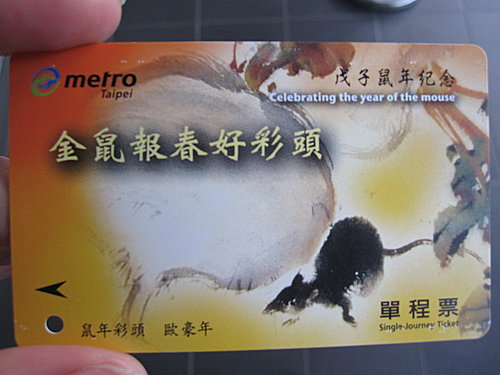 metro
Taipei
戊子鼠年紀念
Celebrating the year of the mouse
金鼠報春好彩頭
單程票
Single-Journey Ticket
鼠年彩頭 歐豪年